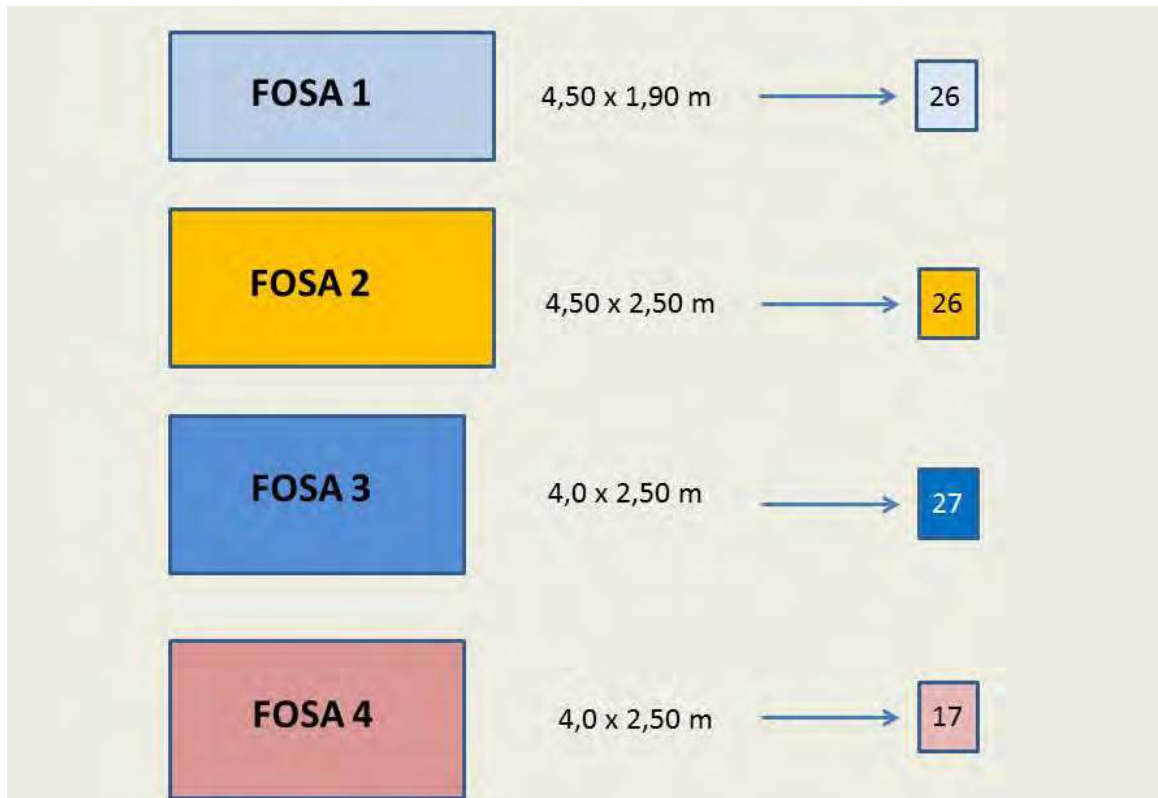 FOSA 1 4,50 x 1,90 m 26
FOSA 2 4,50 x 2,50 m 26
FOSA 3 4,0 x 2,50 m 27
FOSA 4 4,0 x 2,50 m 17